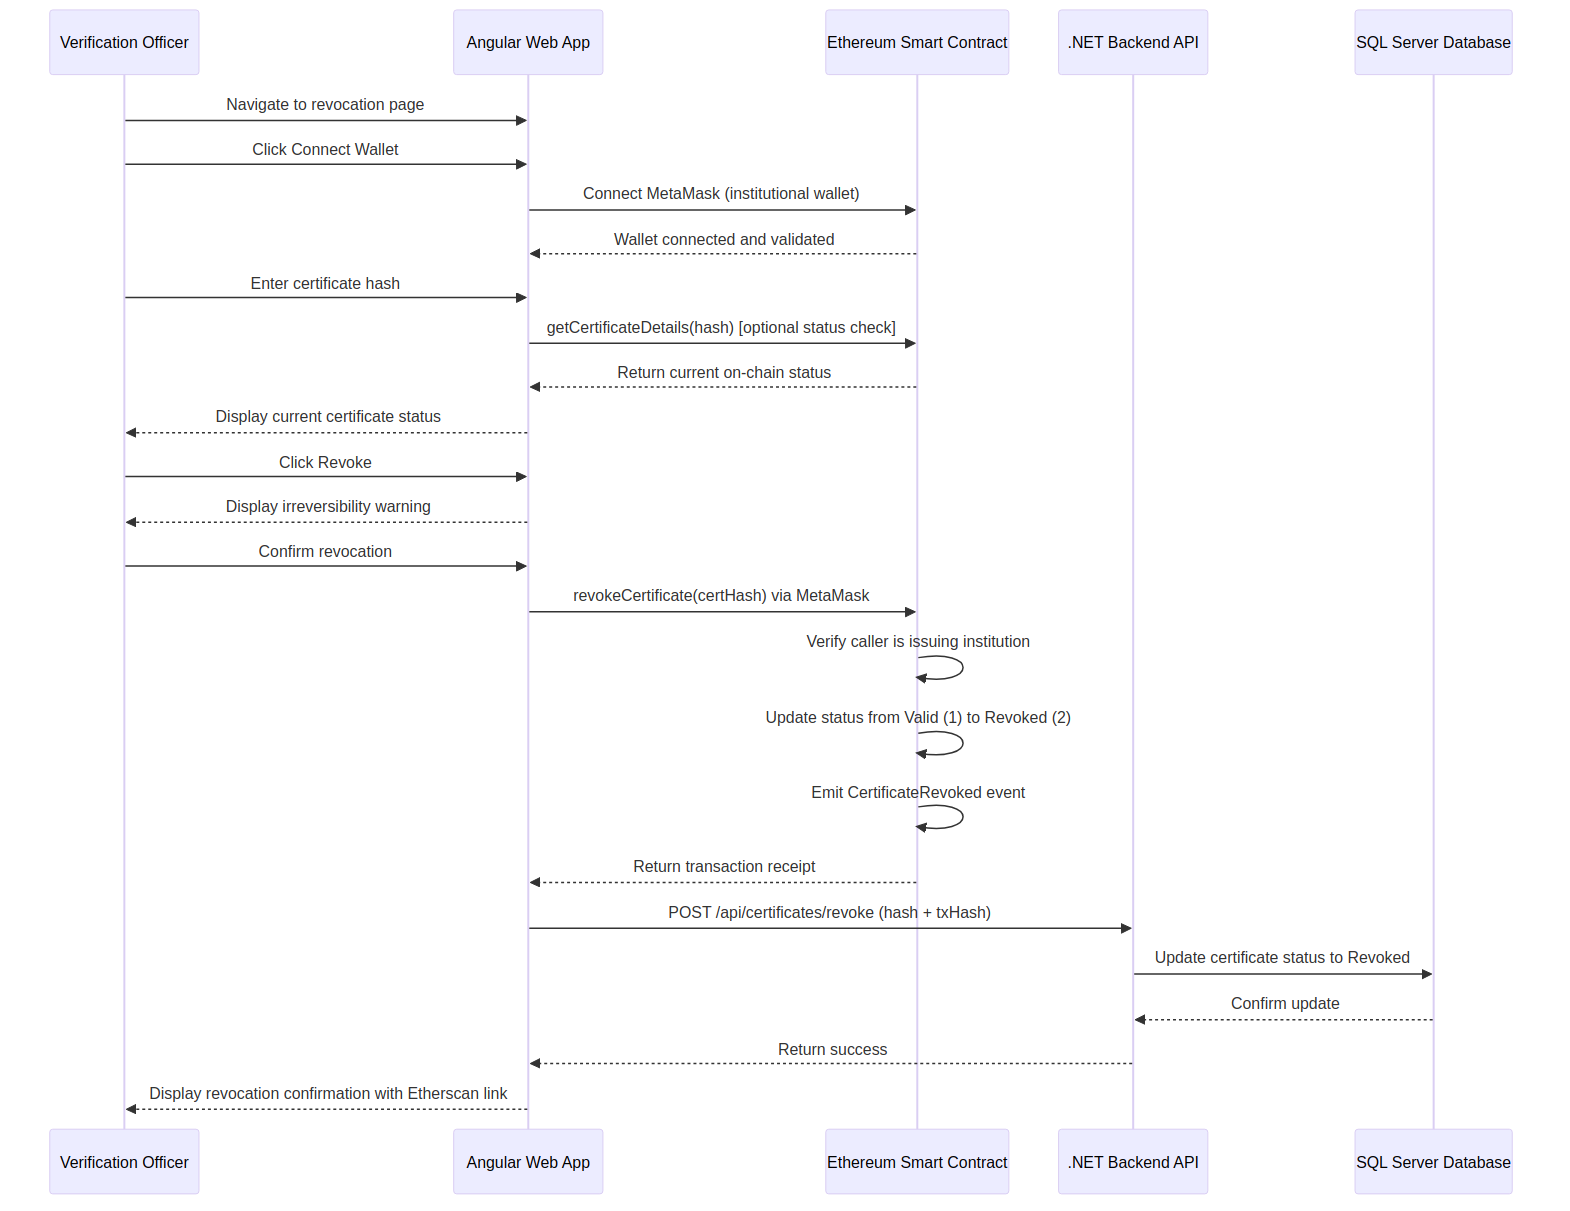 Verification Officer
Angular Web App
Ethereum Smart Contract
.NET Backend API
SQL Server Database
Navigate to revocation page
Click Connect Wallet
Connect MetaMask (institutional wallet)
Wallet connected and validated
Enter certificate hash
getCertificateDetails(hash) [optional status check]
Return current on-chain status
Display current certificate status
Click Revoke
Display irreversibility warning
Confirm revocation
revokeCertificate(certHash) via MetaMask
Verify caller is issuing institution
Update status from Valid (1) to Revoked (2)
Emit CertificateRevoked event
Return transaction receipt
POST /api/certificates/revoke (hash + txHash)
Update certificate status to Revoked
Confirm update
Return success
Display revocation confirmation with Etherscan link
Verification Officer
Angular Web App
Ethereum Smart Contract
.NET Backend API
SQL Server Database